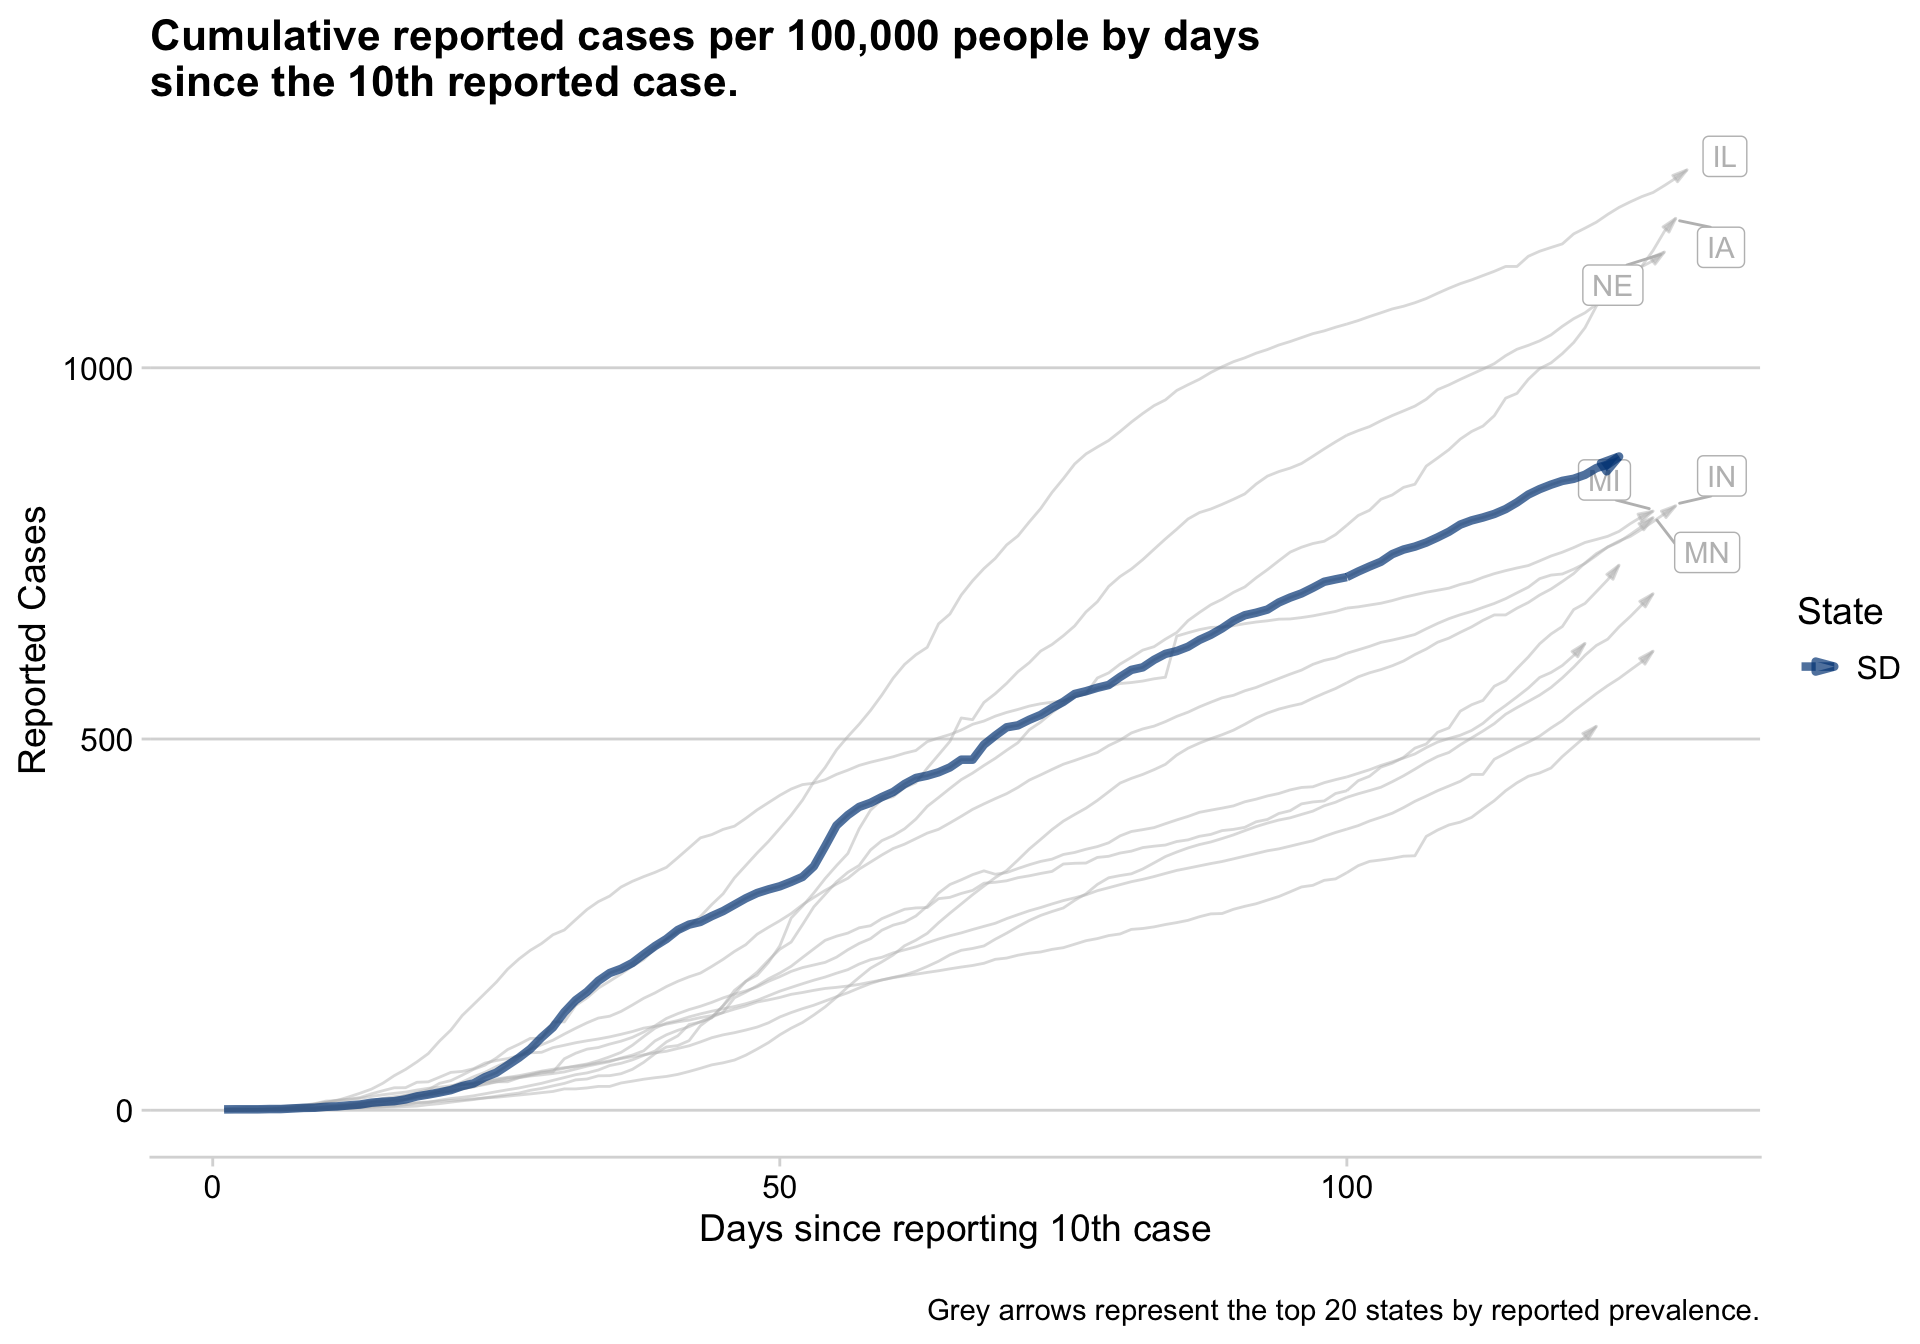 Cumulative reported cases per 100,000 people by days
since the 10th reported case.
IL
IA
NE
1000
MI
IN
MN
500
0
Reported Cases
State
SD
0
50
100
Days since reporting 10th case
Grey arrows represent the top 20 states by reported prevalence.